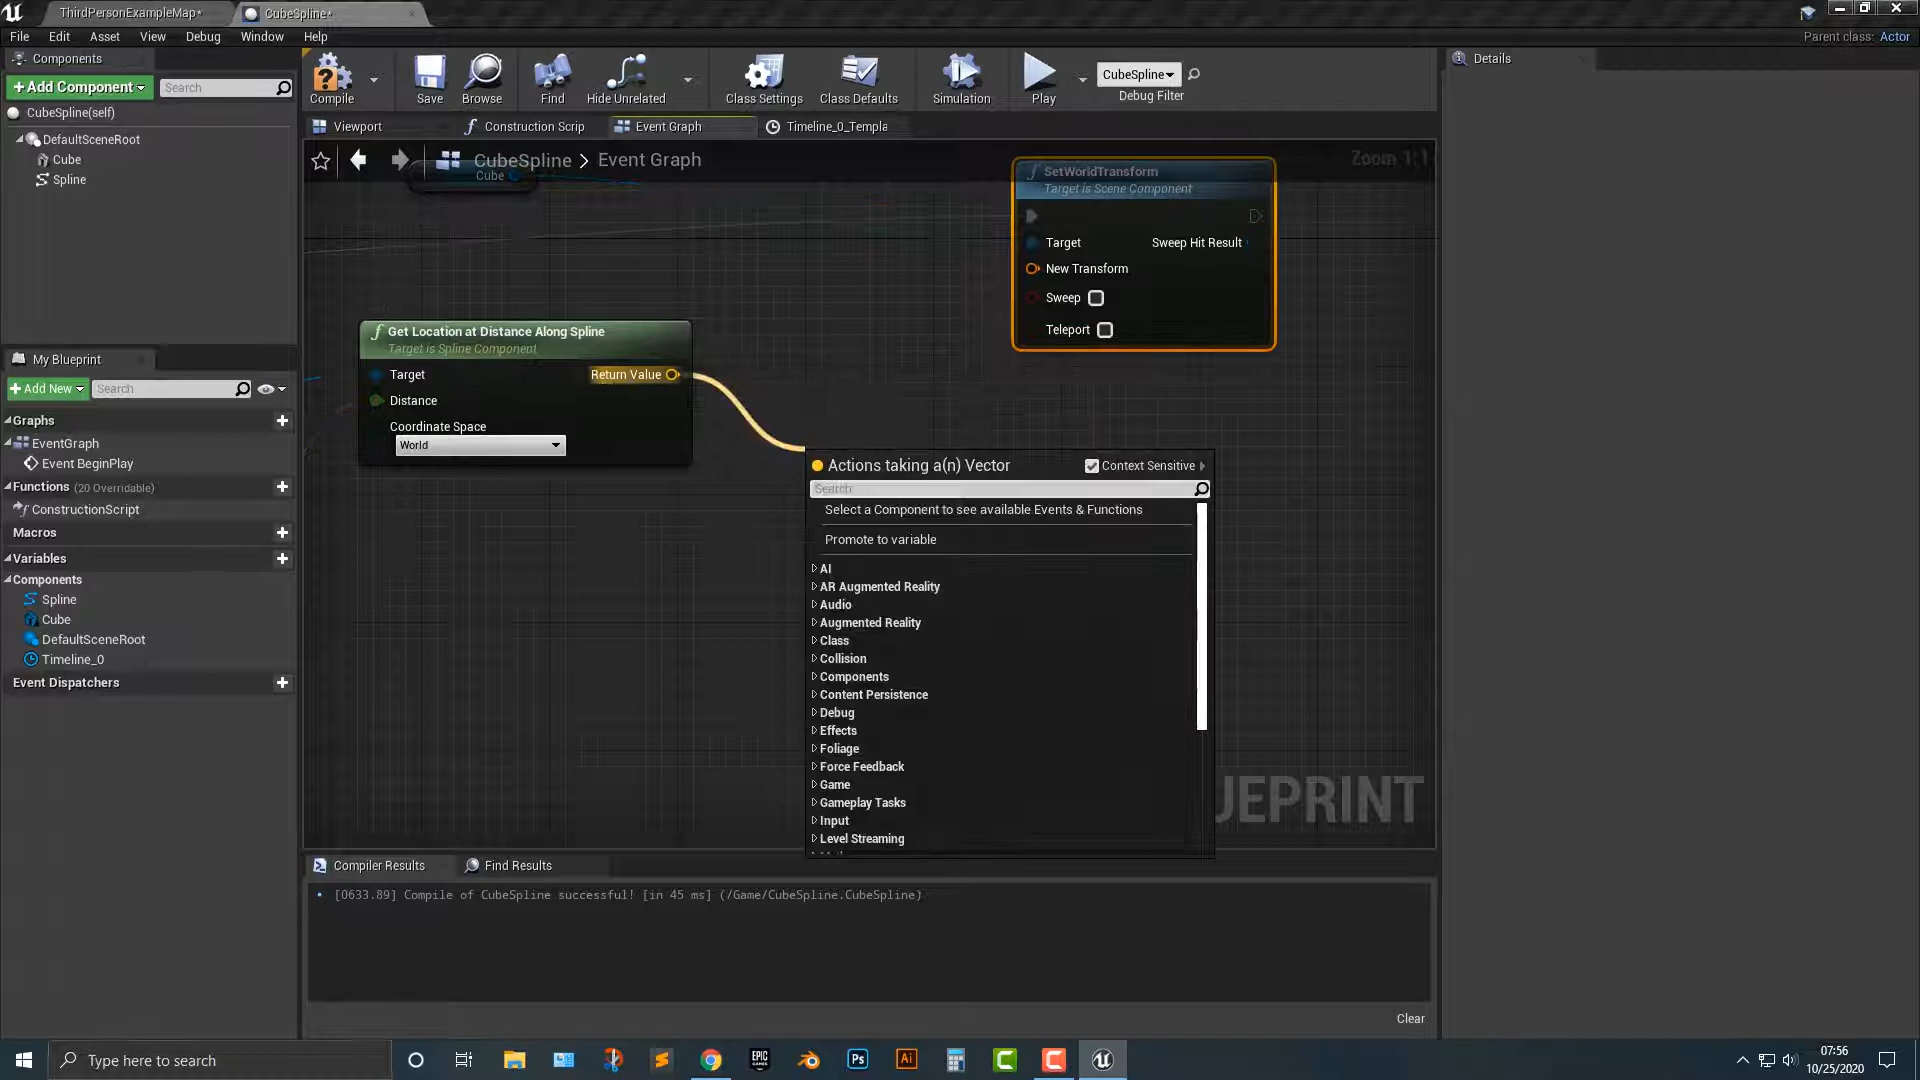 ThirdPersonExampleMap*
CubeSpline*
File Edit Asset View Debug Window Help
Parent class: Actor
Components
+Add Component
Search
CubeSpline(self)
DefaultSceneRoot
Cube
Spline
Compile
Save
Browse
Find
Hide Unrelated
Class Settings
Class Defaults
Simulation
Play
CubeSpline
Debug Filter
Details
Viewport
Construction Scrip
Event Graph
Timeline_0_Templa
CubeSpline > Event Graph
Zoom 1:1
Cube
SetWorldTransform
Target is Scene Component
Target
Sweep Hit Result
New Transform
Sweep
Teleport
Get Location at Distance Along Spline
Target is Spline Component
Target
Return Value
Distance
Coordinate Space
World
Actions taking a(n) Vector
Context Sensitive
Search
Select a Component to see available Events & Functions
Promote to variable
AI
AR Augmented Reality
Audio
Augmented Reality
Class
Collision
Components
Content Persistence
Debug
Effects
Foliage
Force Feedback
Game
Gameplay Tasks
Input
Level Streaming
UEPRINT
My Blueprint
+Add New
Search
Graphs
EventGraph
Event BeginPlay
Functions (20 Overridable)
ConstructionScript
Macros
Variables
Components
Spline
Cube
DefaultSceneRoot
Timeline_0
Event Dispatchers
Compiler Results
Find Results
[0633.89] Compile of CubeSpline successful! [in 45 ms] (/Game/CubeSpline.CubeSpline)
Clear
Type here to search
EPIC GAMES
Ps
Ai
07:56
10/25/2020